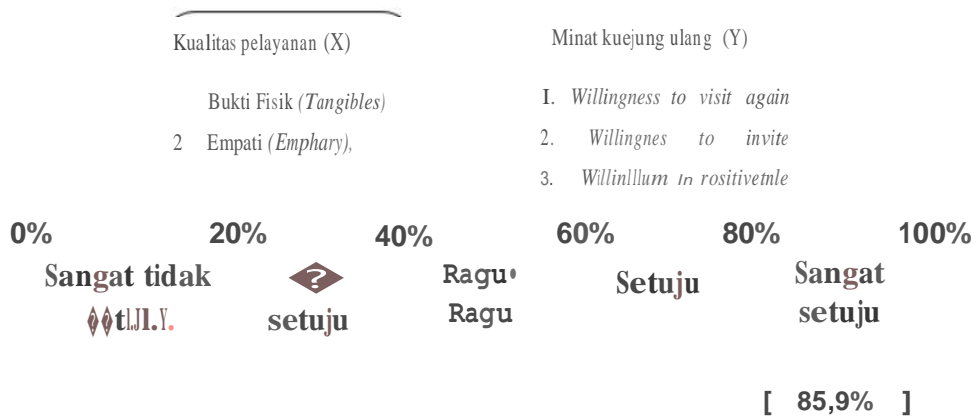 Kualitas pelayanan (X)
Bukti Fisik (Tangibles)
2 Empati (Emphary),
Minat kuejung ulang (Y)
I. Willingness to visit again
2. Willingnes to invite
3.
0% 20% 40% 60% 80% 100%
Sangat tidak
setuju
Ragu•
Ragu
Setuju
Sangat
setuju
[ 85,9% ]